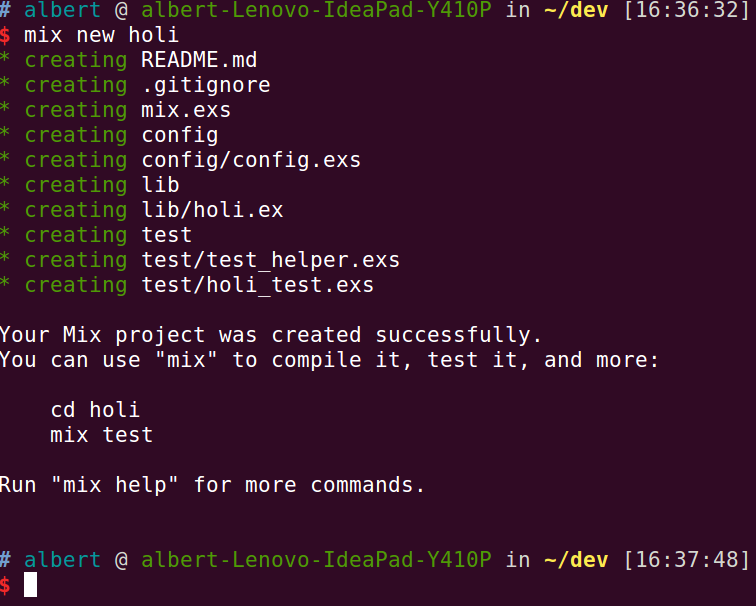 # albert @ albert-Lenovo-IdeaPad-Y410P in ~/dev [16:36:32]
$ mix new holi
* creating README.md
* creating .gitignore
* creating mix.exs
* creating config
* creating config/config.exs
* creating lib
* creating lib/holi.ex
* creating test
* creating test/test_helper.exs
* creating test/holi_test.exs
Your Mix project was created successfully.
You can use "mix" to compile it, test it, and more:
cd holi
mix test
Run "mix help" for more commands.
# albert @ albert-Lenovo-IdeaPad-Y410P in ~/dev [16:37:48]
$